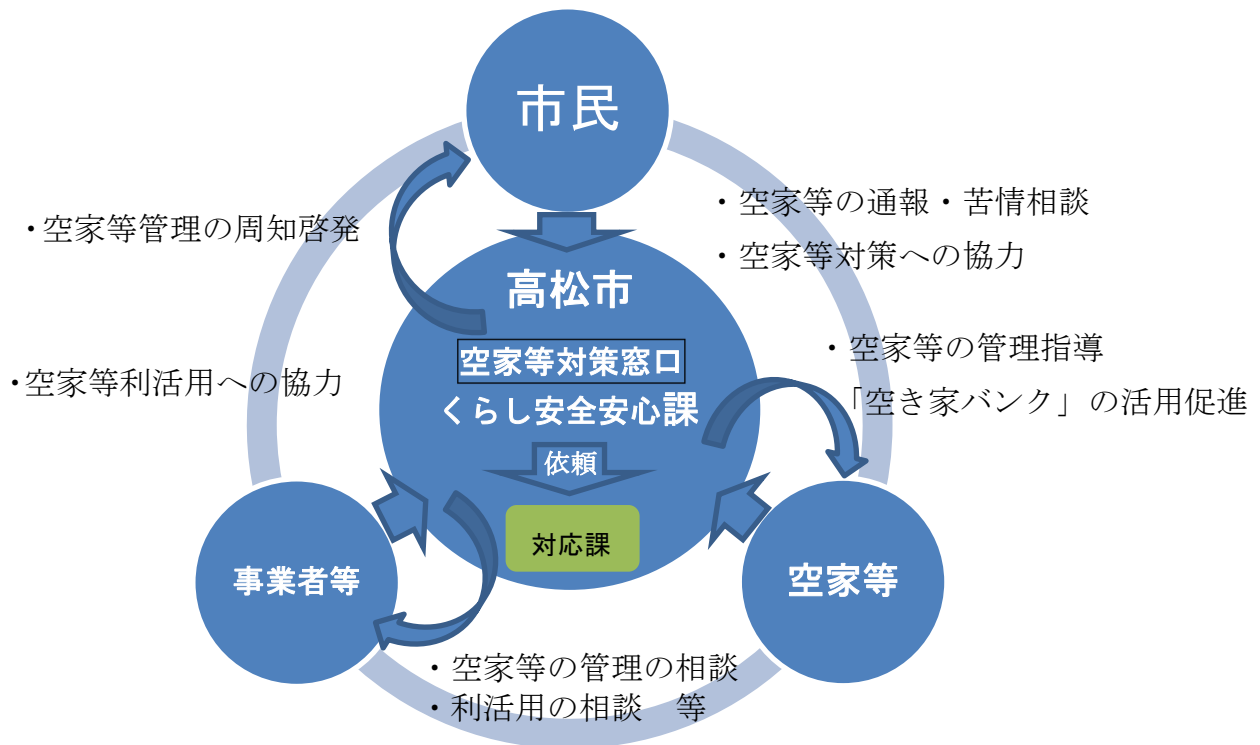 市民
・空家等の通報・苦情相談
・空家等対策への協力
・空家等管理の周知啓発
高松市
空家等対策窓口
くらし安全安心課
依頼
対応課
・空家等の管理指導
「空き家バンク」の活用促進
・空家等利活用への協力
事業者等
空家等
・空家等の管理の相談
・利活用の相談　等